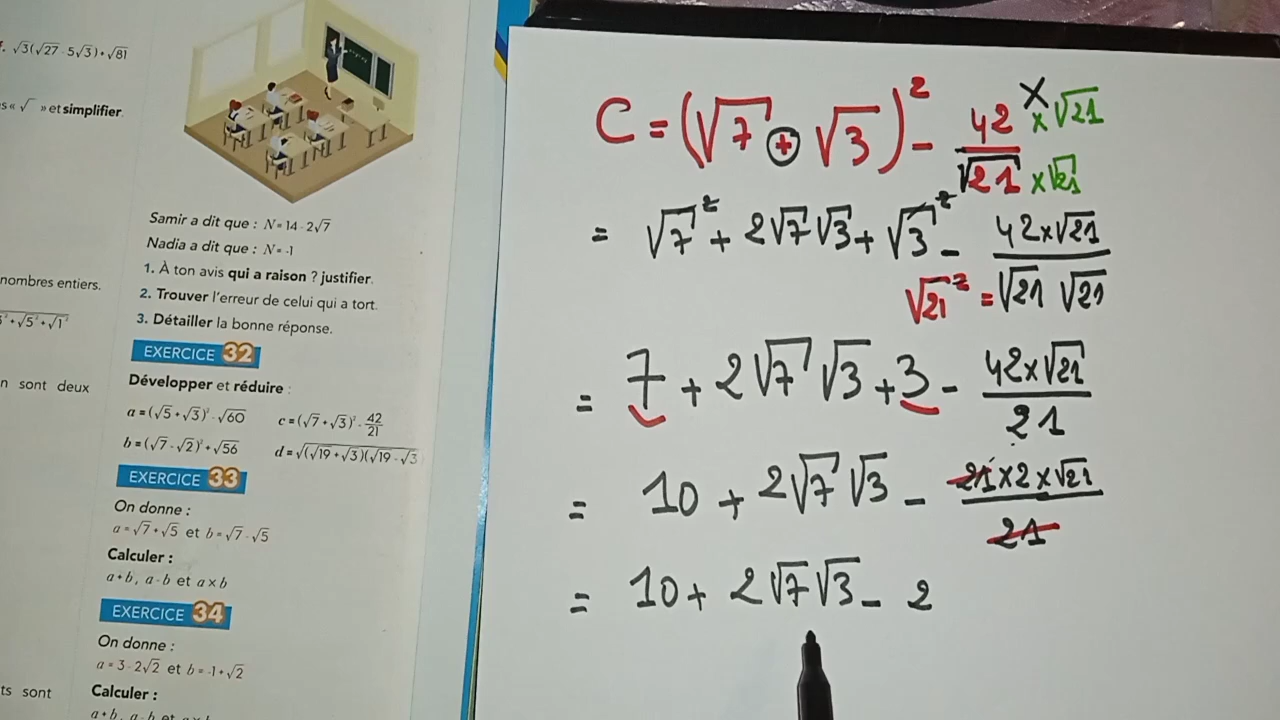 √3(√27 - 5√3) + √81
s « √ » et simplifier.
Samir a dit que : N = 14 - 2√7
Nadia a dit que : N = -1
1. À ton avis qui a raison ? justifier.
2. Trouver l'erreur de celui qui a tort.
3. Détailler la bonne réponse.
nombres entiers.
+√5²+√1²
n sont deux
EXERCICE 32
Développer et réduire :
a = (√5 + √3)² - √60
c = (√7 + √3)² - 42/21
b = (√7 - √2)² + √56
d = √(√19 + √3)(√19 - √3
EXERCICE 33
On donne :
a = √7 + √5 et b = √7 - √5
Calculer :
a + b, a - b et a × b
EXERCICE 34
On donne :
a = 3 - 2√2 et b = -1 + √2
ts sont
Calculer :
a + b, a - b et a
C = (√7 + √3)² - 42 × √21 / √21 × √21
= √7² + 2√7√3 + √3² - 42×√21 / √21 √21
√21² =
= 7 + 2√7√3 + 3 - 42×√21 / 21
= 10 + 2√7√3 - 21×2×√21 / 21
= 10 + 2√7√3 - 2